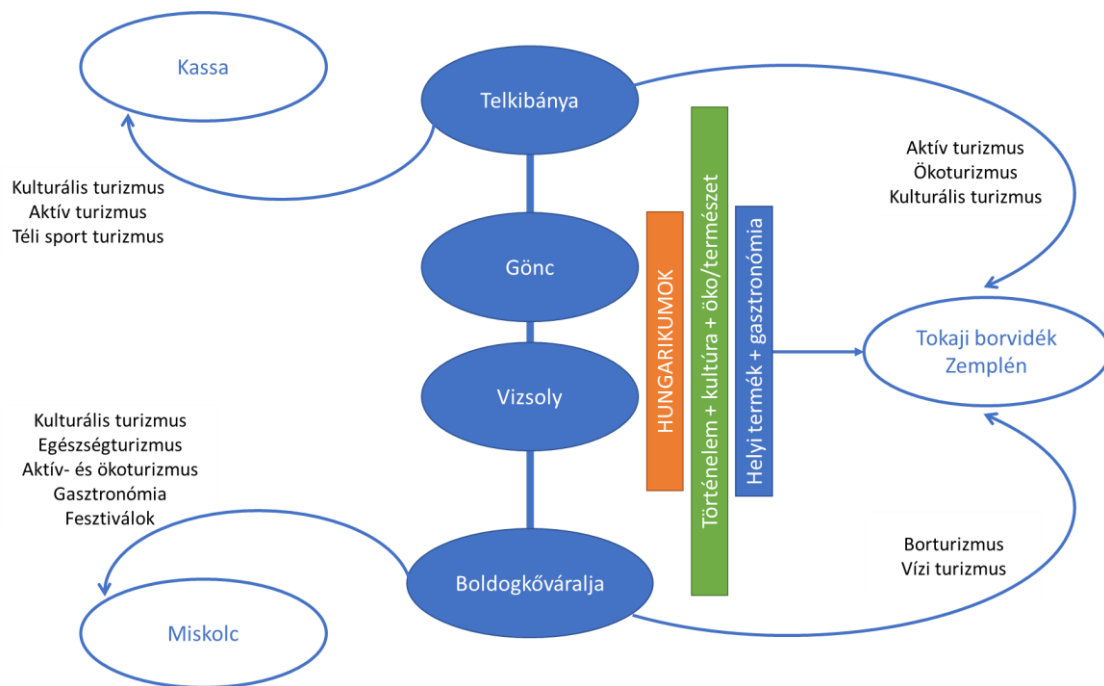 Kassa
Telkibánya
Kulturális turizmus
Aktív turizmus
Téli sport turizmus
Aktív turizmus
Ökoturizmus
Kulturális turizmus
Gönc
Vizsoly
HUNGARIKUMOK
Történelem + kultúra + öko/természet
Helyi termék + gasztronómia
Tokaji borvidék
Zemplén
Kulturális turizmus
Egészségturizmus
Aktív- és ökoturizmus
Gasztronómia
Fesztiválok
Borturizmus
Vízi turizmus
Boldogkőváralja
Miskolc